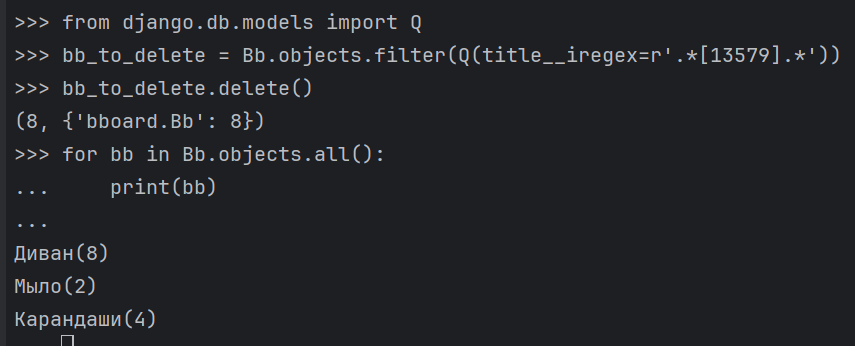 >>> from django.db.models import Q
>>> bb_to_delete = Bb.objects.filter(Q(title__iregex=r'.*[13579].*'))
>>> bb_to_delete.delete()
(8, {'bboard.Bb': 8})
>>> for bb in Bb.objects.all():
...     print(bb)
...
Диван(8)
Мыло(2)
Карандаши(4)